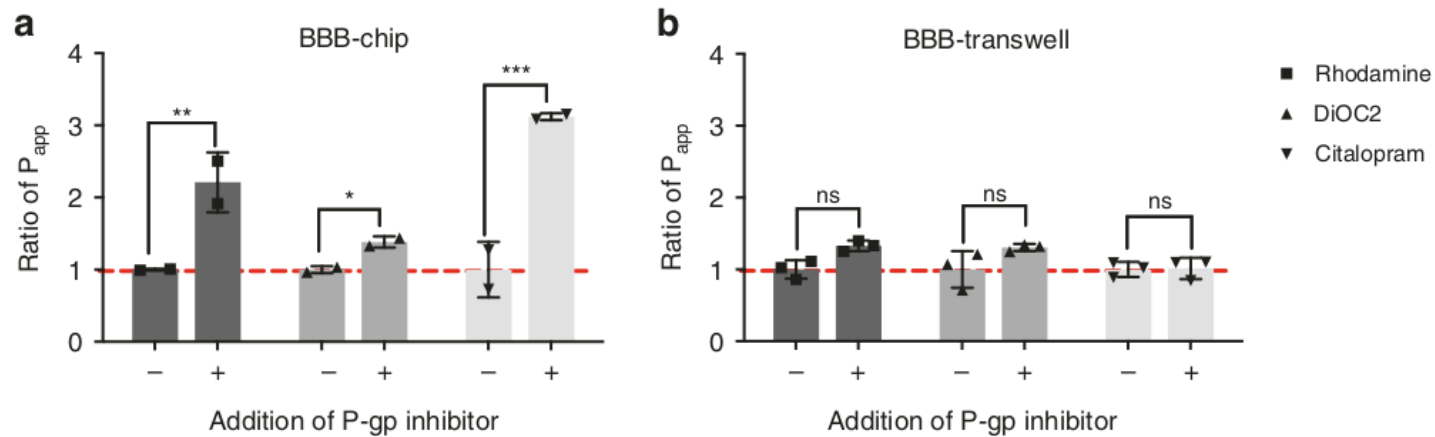 a
BBB-chip
4
3
2
1
0
Ratio of Papp
**
*
***
− + − + − +
Addition of P-gp inhibitor
b
BBB-transwell
4
3
2
1
0
Ratio of Papp
ns
ns
ns
− + − + − +
Addition of P-gp inhibitor
Rhodamine
DiOC2
Citalopram